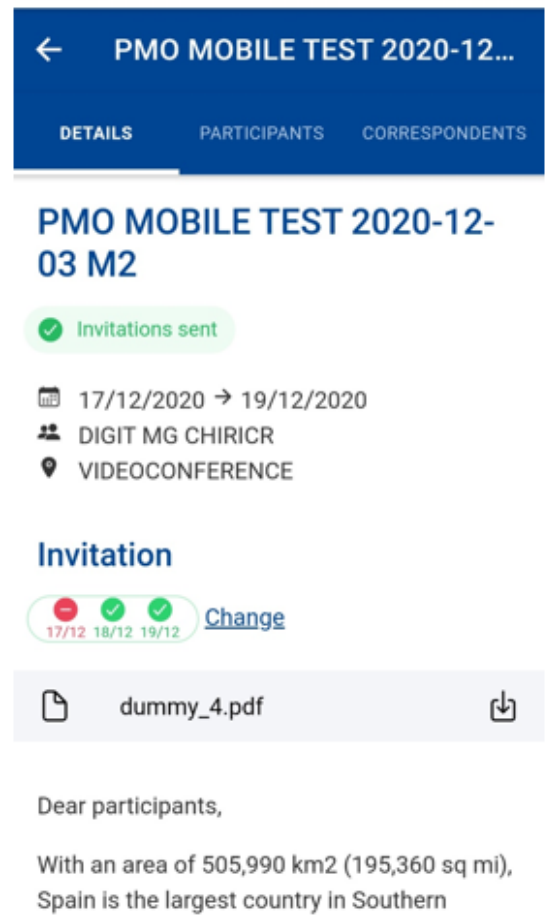 ← PMO MOBILE TEST 2020-12...
DETAILS PARTICIPANTS CORRESPONDENTS
PMO MOBILE TEST 2020-12-
03 M2
Invitations sent
17/12/2020 → 19/12/2020
DIGIT MG CHIRICR
VIDEOCONFERENCE
Invitation
17/12 18/12 19/12 Change
dummy_4.pdf
Dear participants,
With an area of 505,990 km2 (195,360 sq mi),
Spain is the largest country in Southern